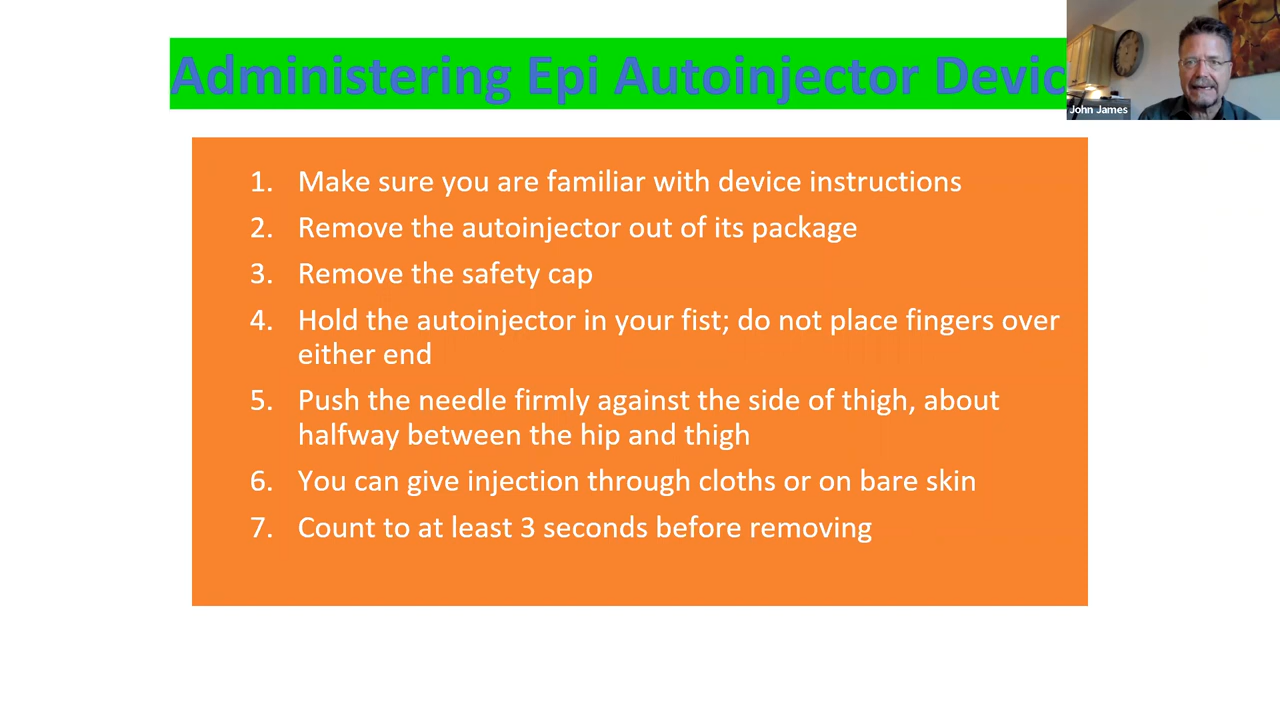 Administering Epi Autoinjector Devic
John James
1. Make sure you are familiar with device instructions
2. Remove the autoinjector out of its package
3. Remove the safety cap
4. Hold the autoinjector in your fist; do not place fingers over
either end
5. Push the needle firmly against the side of thigh, about
halfway between the hip and thigh
6. You can give injection through cloths or on bare skin
7. Count to at least 3 seconds before removing